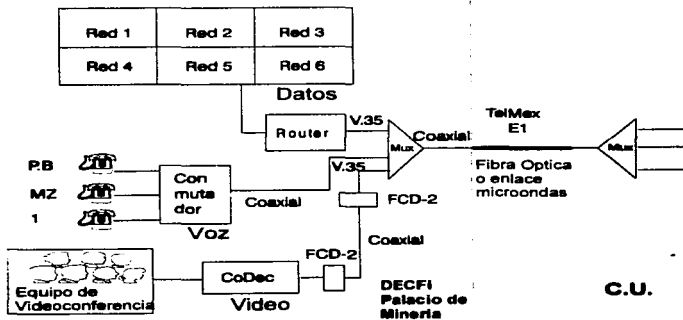 Red 1 Red 2 Red 3
Red 4 Red 5 Red 6
Datos
Router
V.35
Mux
Coaxial
TelMex
E1
Mux
Fibra Optica
o enlace
microondas
P.B
MZ
1
Con
muta
dor
Voz
Coaxial
V.35
FCD-2
Coaxial
FCD-2
CoDec
Video
Equipo de
Videoconferencia
DECFI
Palacio de
Mineria
C.U.